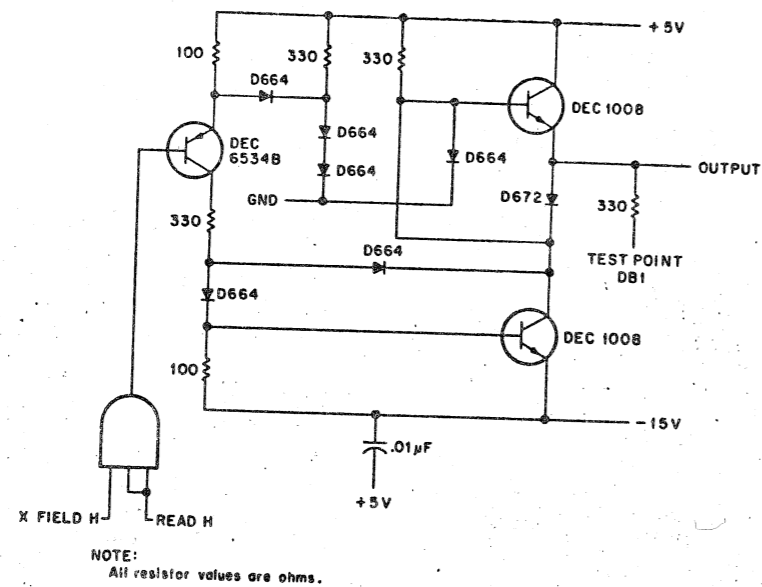 +5V
100
330
330
D664
DEC 1008
DEC
6534B
D664
D664
D664
OUTPUT
GND
D672
330
330
D664
TEST POINT
DB1
D664
DEC 1008
100
-15V
.01µF
+5V
X FIELD H
READ H
NOTE:
All resistor values are ohms.